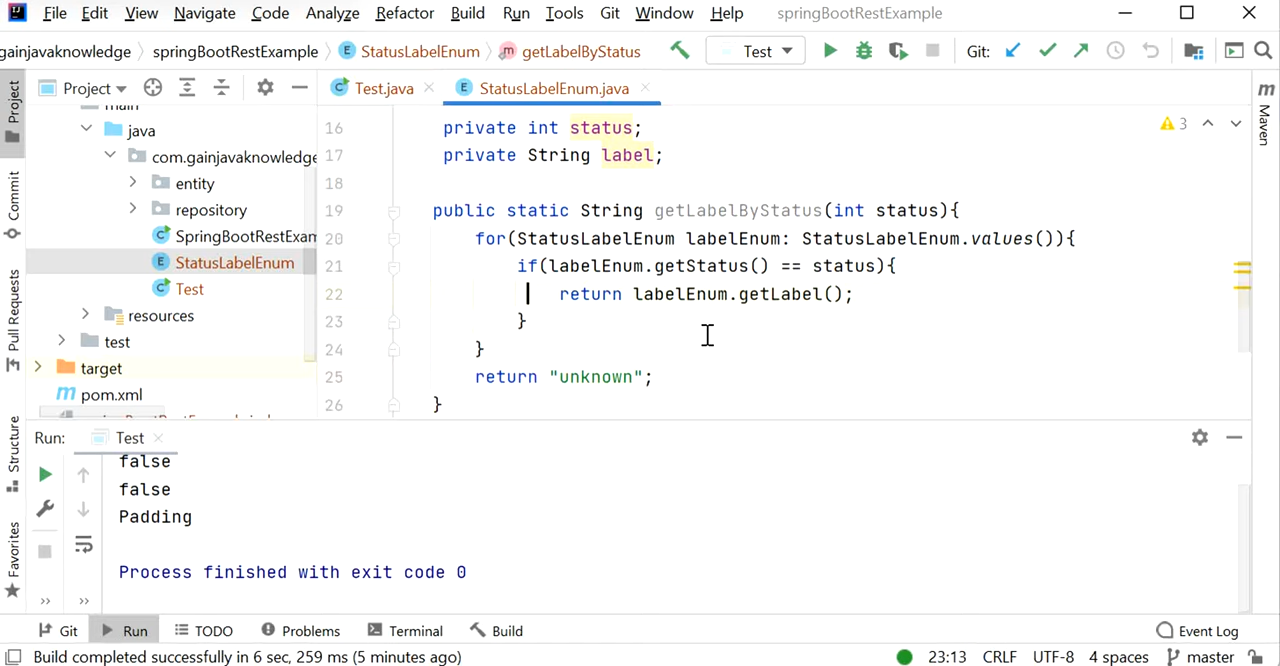 File Edit View Navigate Code Analyze Refactor Build Run Tools Git Window Help springBootRestExample
gainjavaknowledge springBootRestExample StatusLabelEnum getLabelByStatus Test Git:
Project Test.java StatusLabelEnum.java
main
java
com.gainjavaknowledge
entity
repository
SpringBootRestExam
StatusLabelEnum
Test
resources
test
target
pom.xml
16 private int status;
17 private String label;
18
19 public static String getLabelByStatus(int status){
20 for(StatusLabelEnum labelEnum: StatusLabelEnum.values()){
21 if(labelEnum.getStatus() == status){
22 return labelEnum.getLabel();
23 }
24 }
25 return "unknown";
26 }
3
Project
Commit
Pull Requests
Structure
Favorites
Maven
Run: Test
false
false
Padding
Process finished with exit code 0
Git Run TODO Problems Terminal Build Event Log
Build completed successfully in 6 sec, 259 ms (5 minutes ago) 23:13 CRLF UTF-8 4 spaces master